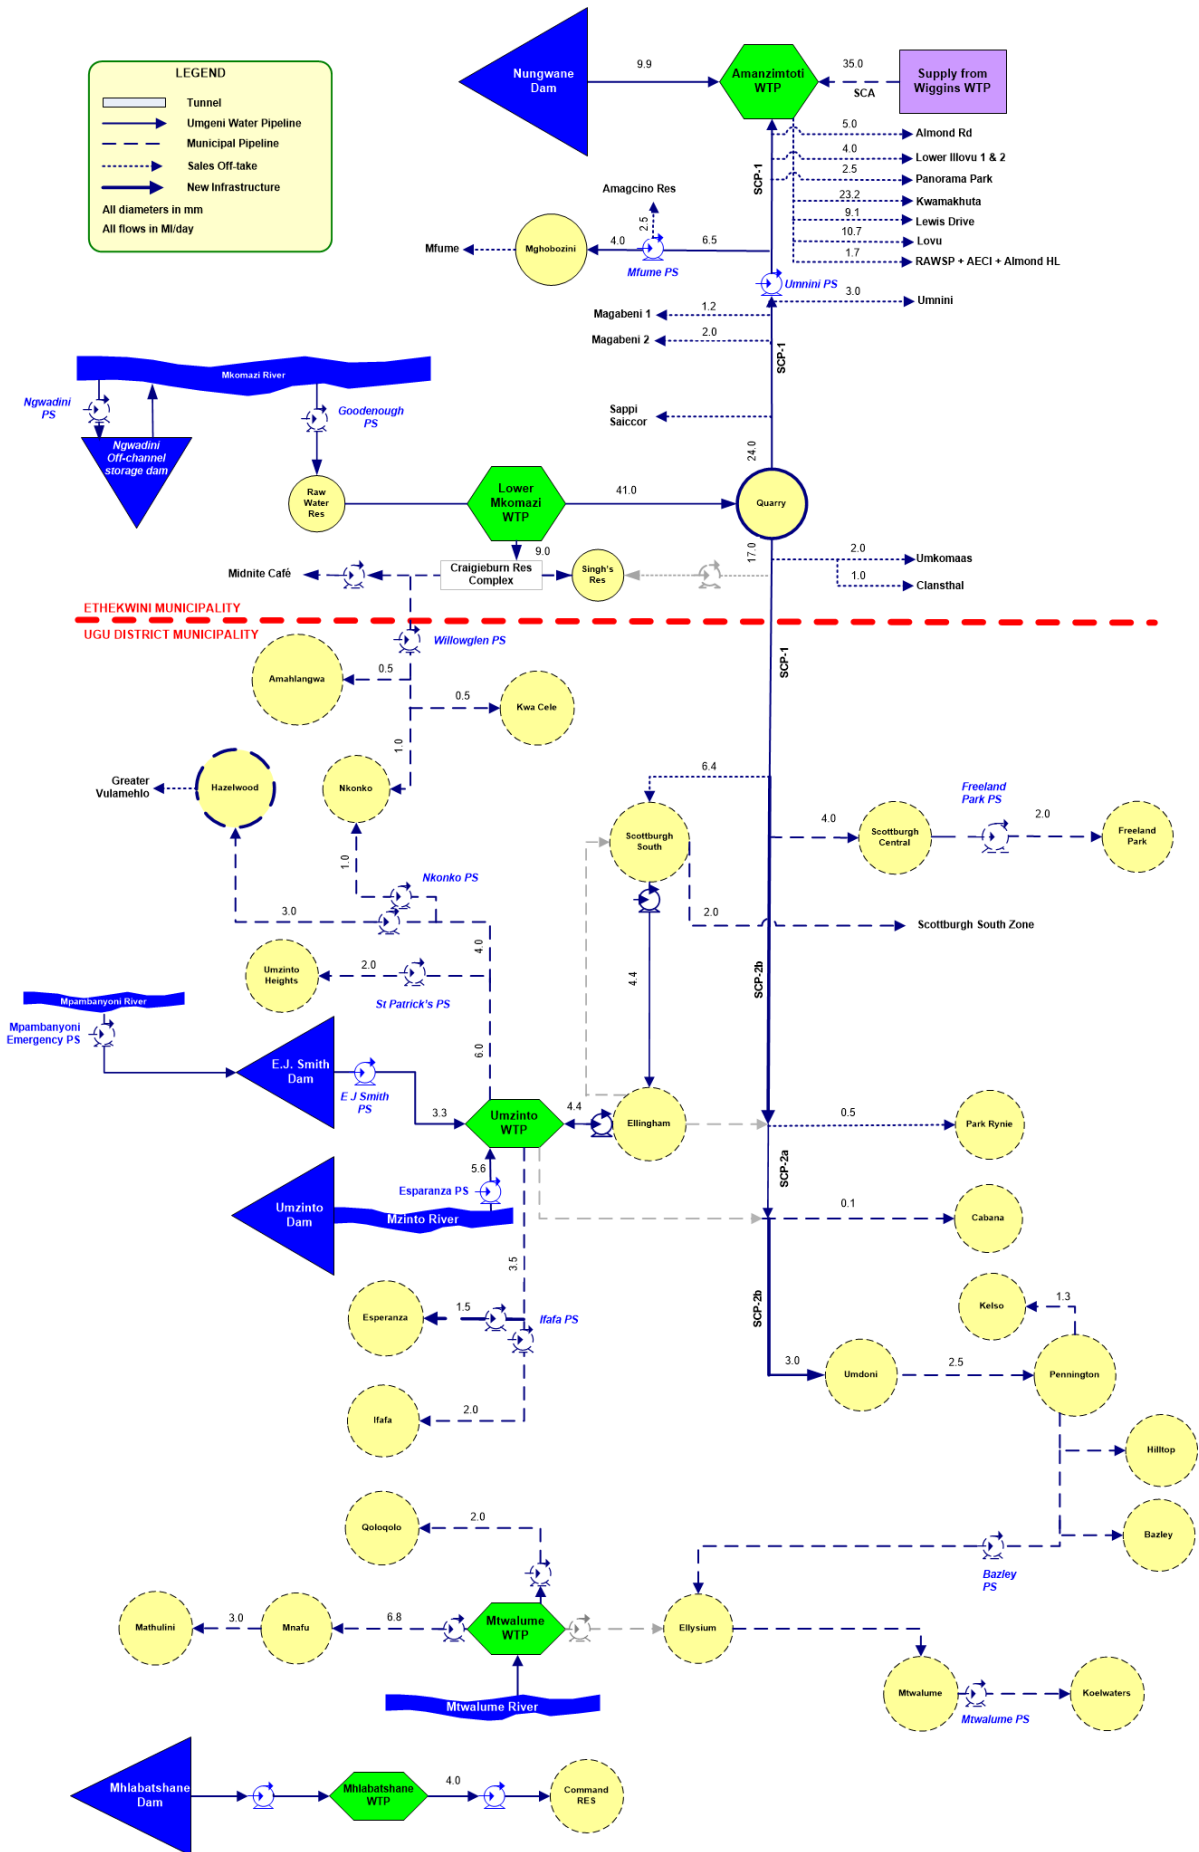 LEGEND
Tunnel
Umgeni Water Pipeline
Municipal Pipeline
Sales Off-take
New Infrastructure
All diameters in mm
All flows in Ml/day
Nungwane
Dam
9.9
Amanzimtoti
WTP
35.0
SCA
Supply from
Wiggins WTP
SCP-1
5.0
Almond Rd
4.0
Lower Illovu 1 & 2
2.5
Panorama Park
23.2
Kwamakhuta
9.1
Lewis Drive
10.7
Lovu
1.7
RAWSP + AECI + Almond HL
Amagcino Res
2.5
Mfume
Mghobozini
4.0
6.5
Mfume PS
Umnini PS
3.0
Umnini
Magabeni 1
1.2
Magabeni 2
2.0
SCP-1
Mkomazi River
Ngwadini
PS
Goodenough
PS
Sappi
Saiccor
Ngwadini
Off-channel
storage dam
24.0
Raw
Water
Res
Lower
Mkomazi
WTP
41.0
Quarry
17.0
9.0
Midnite Café
Craigieburn Res
Complex
Singh's
Res
2.0
Umkomaas
1.0
Clansthal
ETHEKWINI MUNICIPALITY
UGU DISTRICT MUNICIPALITY
Willowglen PS
SCP-1
Amahlangwa
0.5
0.5
Kwa Cele
1.0
Greater
Vulamehlo
Hazelwood
Nkonko
6.4
Freeland
Park PS
Scottburgh
South
4.0
Scottburgh
Central
2.0
Freeland
Park
1.0
Nkonko PS
3.0
4.0
2.0
Scottburgh South Zone
Umzinto
Heights
2.0
St Patrick's PS
4.4
SCP-2b
Mpambanyoni River
Mpambanyoni
Emergency PS
6.0
E.J. Smith
Dam
E J Smith
PS
3.3
Umzinto
WTP
4.4
Ellingham
0.5
Park Rynie
SCP-2a
5.6
Esparanza PS
Umzinto
Dam
Mzinto River
0.1
Cabana
3.5
SCP-2b
Esperanza
1.5
Ifafa PS
Kelso
1.3
3.0
Umdoni
2.5
Pennington
Ifafa
2.0
Hilltop
Qoloqolo
2.0
Bazley
Bazley
PS
Mathulini
3.0
Mnafu
6.8
Mtwalume
WTP
Ellysium
Mtwalume River
Mtwalume
Mtwalume PS
Koelwaters
Mhlabatshane
Dam
Mhlabatshane
WTP
4.0
Command
RES